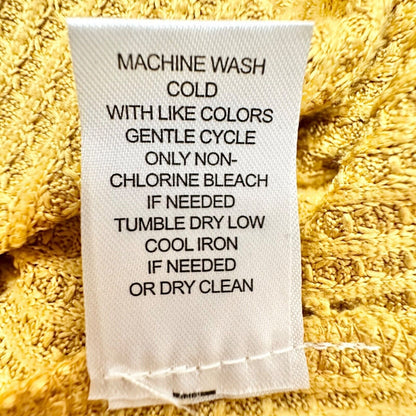 MACHINE WASH
COLD
WITH LIKE COLORS
GENTLE CYCLE
ONLY NON-
CHLORINE BLEACH
IF NEEDED
TUMBLE DRY LOW
COOL IRON
IF NEEDED
OR DRY CLEAN